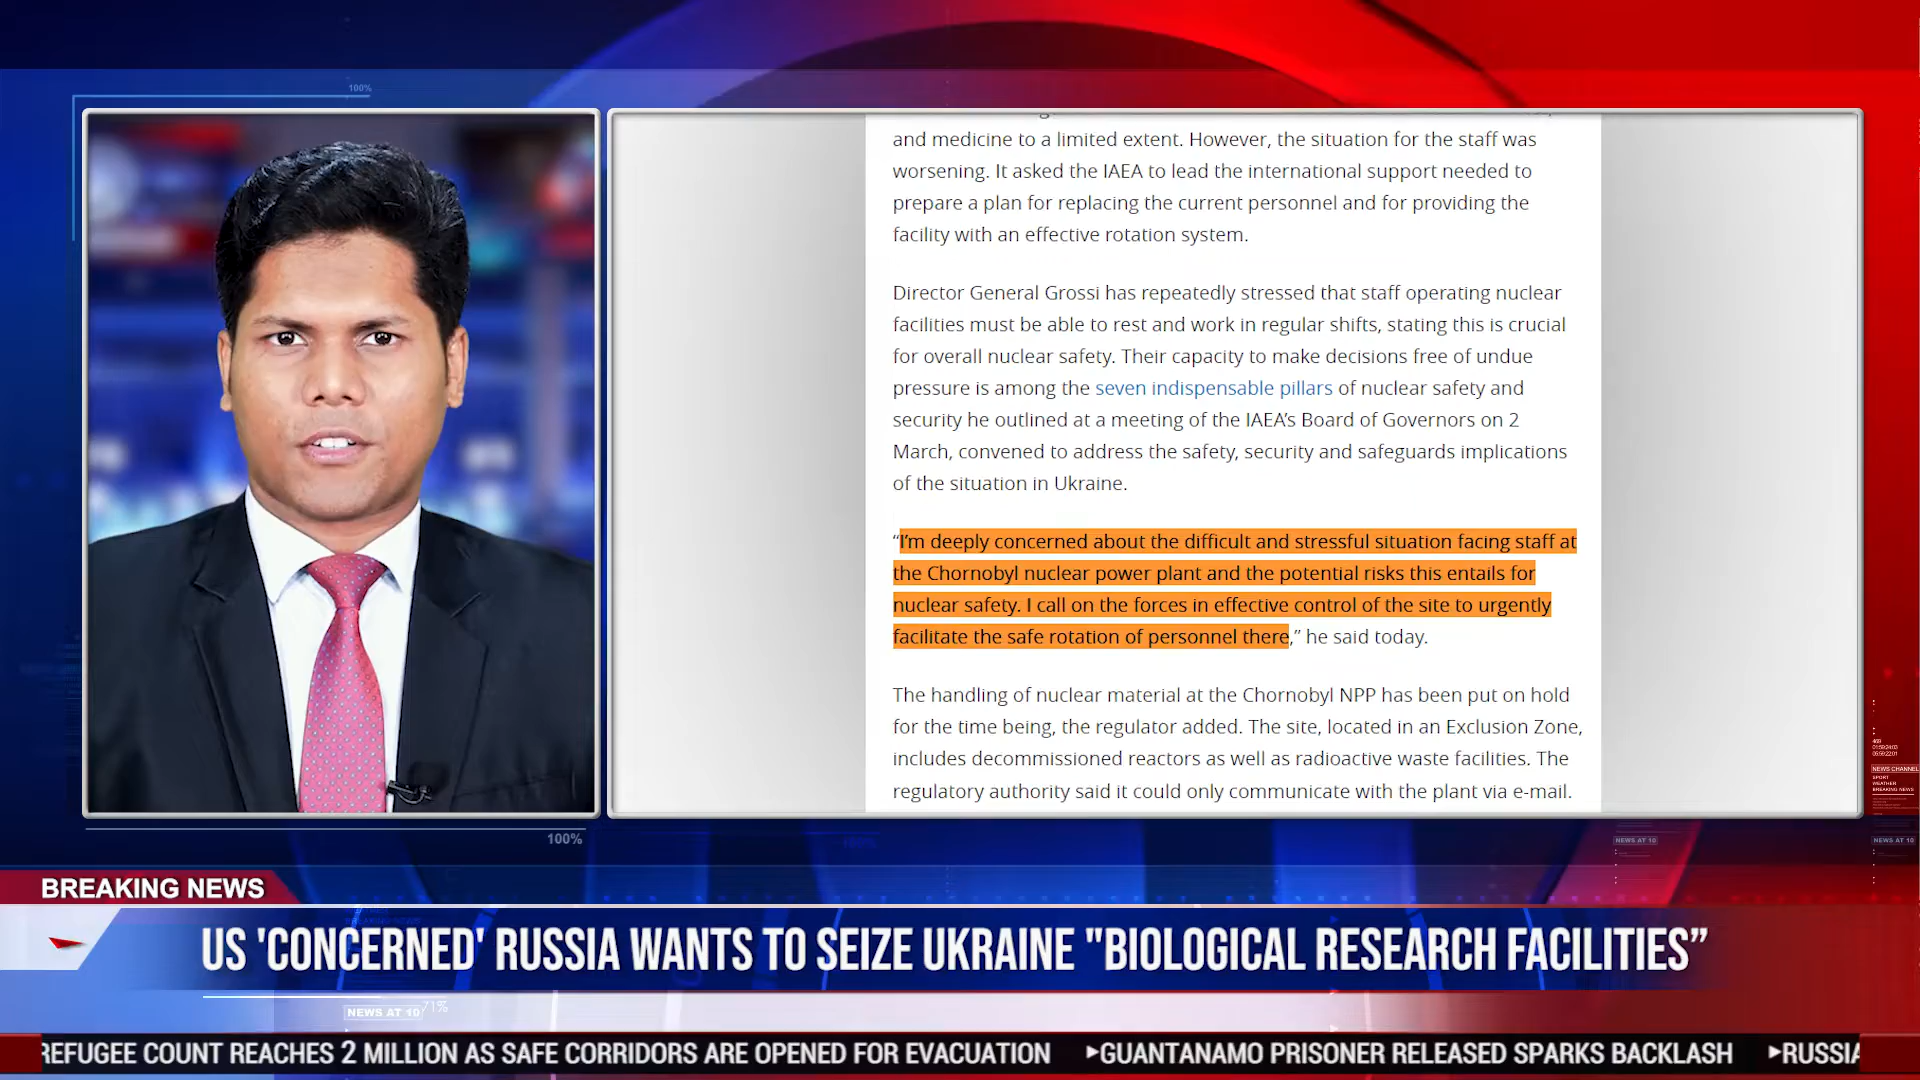 100%
and medicine to a limited extent. However, the situation for the staff was
worsening. It asked the IAEA to lead the international support needed to
prepare a plan for replacing the current personnel and for providing the
facility with an effective rotation system.
Director General Grossi has repeatedly stressed that staff operating nuclear
facilities must be able to rest and work in regular shifts, stating this is crucial
for overall nuclear safety. Their capacity to make decisions free of undue
pressure is among the seven indispensable pillars of nuclear safety and
security he outlined at a meeting of the IAEA's Board of Governors on 2
March, convened to address the safety, security and safeguards implications
of the situation in Ukraine.
“I'm deeply concerned about the difficult and stressful situation facing staff at
the Chornobyl nuclear power plant and the potential risks this entails for
nuclear safety. I call on the forces in effective control of the site to urgently
facilitate the safe rotation of personnel there,” he said today.
The handling of nuclear material at the Chornobyl NPP has been put on hold
for the time being, the regulator added. The site, located in an Exclusion Zone,
includes decommissioned reactors as well as radioactive waste facilities. The
regulatory authority said it could only communicate with the plant via e-mail.
100%
NEWS CHANNEL
SPORT
WEATHER
BREAKING NEWS
NEWS AT 10
NEWS AT 10
BREAKING NEWS
US 'CONCERNED' RUSSIA WANTS TO SEIZE UKRAINE "BIOLOGICAL RESEARCH FACILITIES”
NEWS AT 10
71%
REFUGEE COUNT REACHES 2 MILLION AS SAFE CORRIDORS ARE OPENED FOR EVACUATION ▸GUANTANAMO PRISONER RELEASED SPARKS BACKLASH ▸RUSSIA